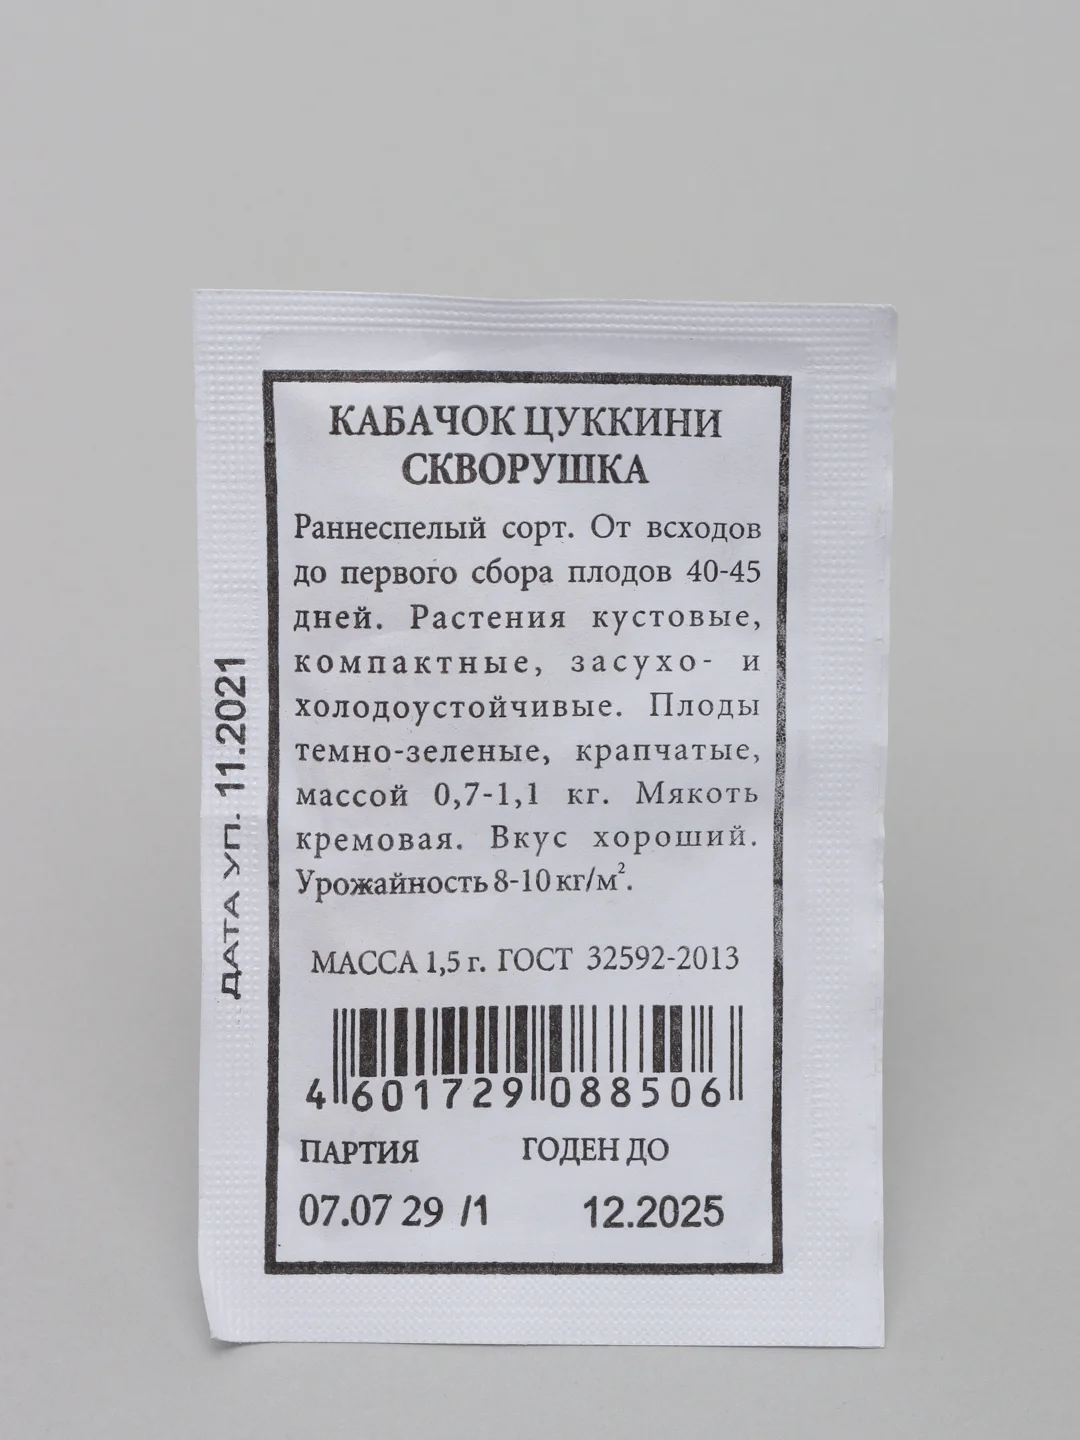 КАБАЧОК ЦУККИНИ
СКВОРУШКА
Раннеспелый сорт. От всходов
до первого сбора плодов 40-45
дней. Растения кустовые,
компактные, засухо- и
холодоустойчивые. Плоды
темно-зеленые, крапчатые,
массой 0,7-1,1 кг. Мякоть
кремовая. Вкус хороший.
Урожайность 8-10 кг/м².
МАССА 1,5 г. ГОСТ 32592-2013
4 601729 088506
ПАРТИЯ ГОДЕН ДО
07.07 29 /1 12.2025
ДАТА УП. 11.2021